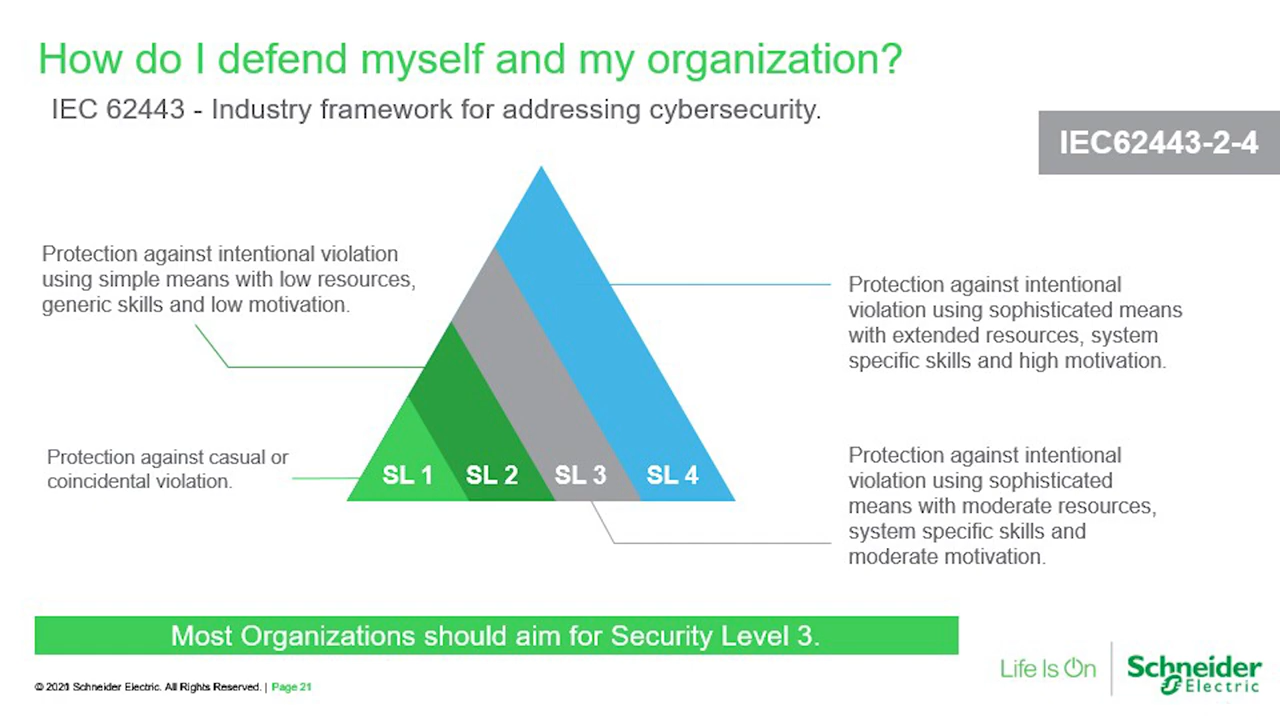 How do I defend myself and my organization?
IEC 62443 - Industry framework for addressing cybersecurity.
IEC62443-2-4
Protection against intentional violation
using simple means with low resources,
generic skills and low motivation.
Protection against intentional
violation using sophisticated means
with extended resources, system
specific skills and high motivation.
Protection against casual or
coincidental violation.
SL 1
SL 2
SL 3
SL 4
Protection against intentional
violation using sophisticated
means with moderate resources,
system specific skills and
moderate motivation.
Most Organizations should aim for Security Level 3.
Life Is On
Schneider
Electric
© 2021 Schneider Electric. All Rights Reserved. | Page 21